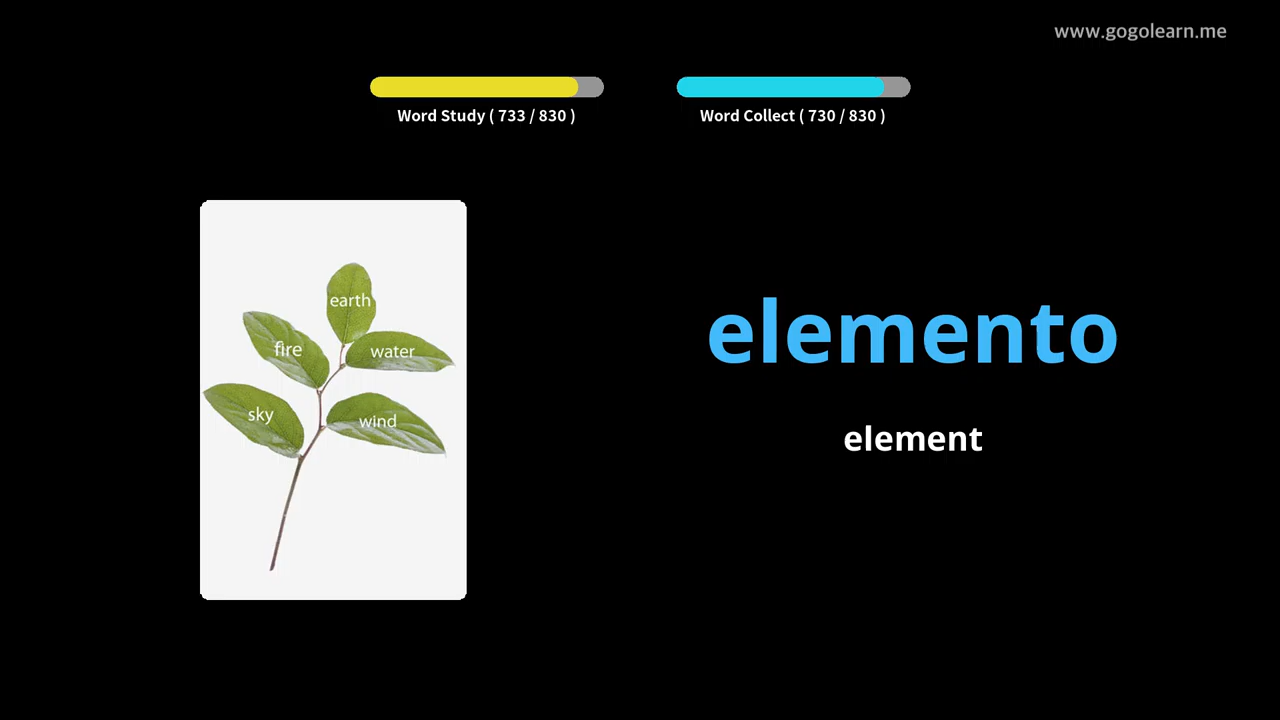 www.gogolearn.me
Word Study ( 733 / 830 )
Word Collect ( 730 / 830 )
earth
fire
water
sky
wind
elemento
element